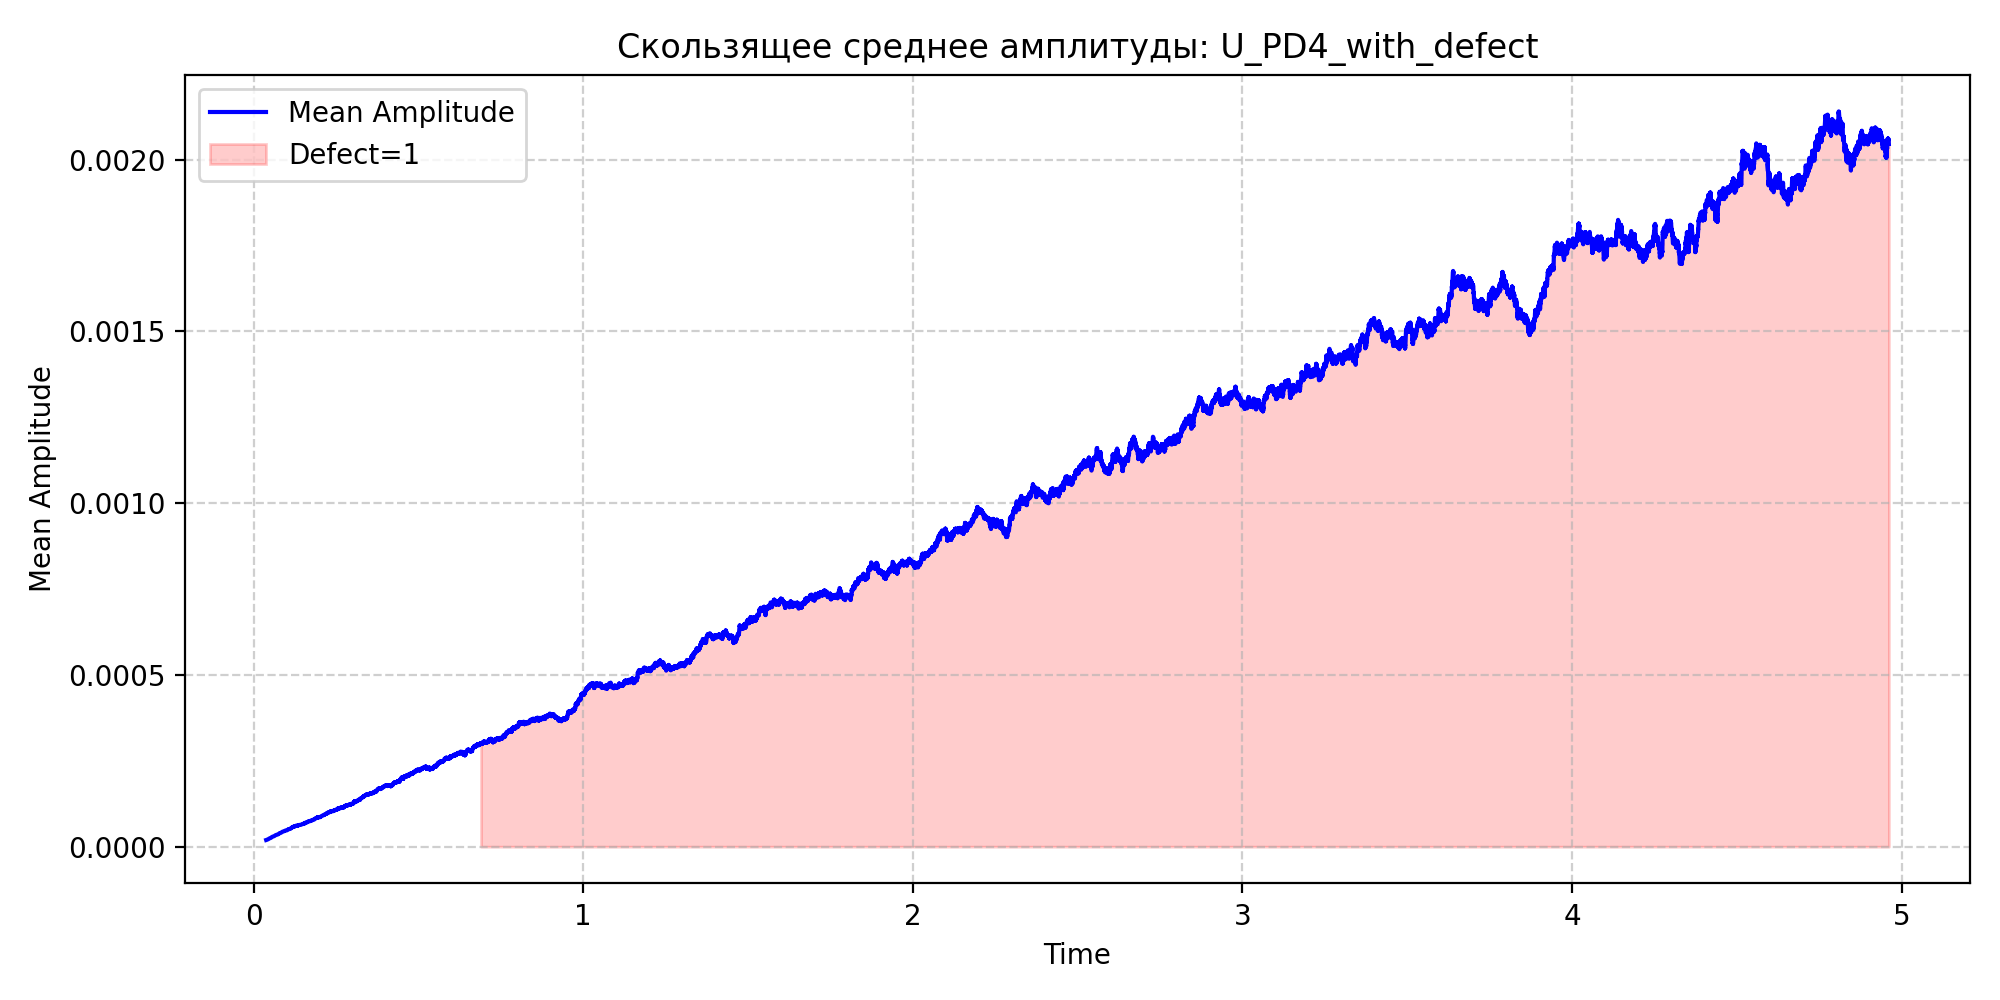 Скользящее среднее амплитуды: U_PD4_with_defect
Mean Amplitude
Defect=1
0.0020
0.0015
0.0010
0.0005
0.0000
Mean Amplitude
0 1 2 3 4 5
Time